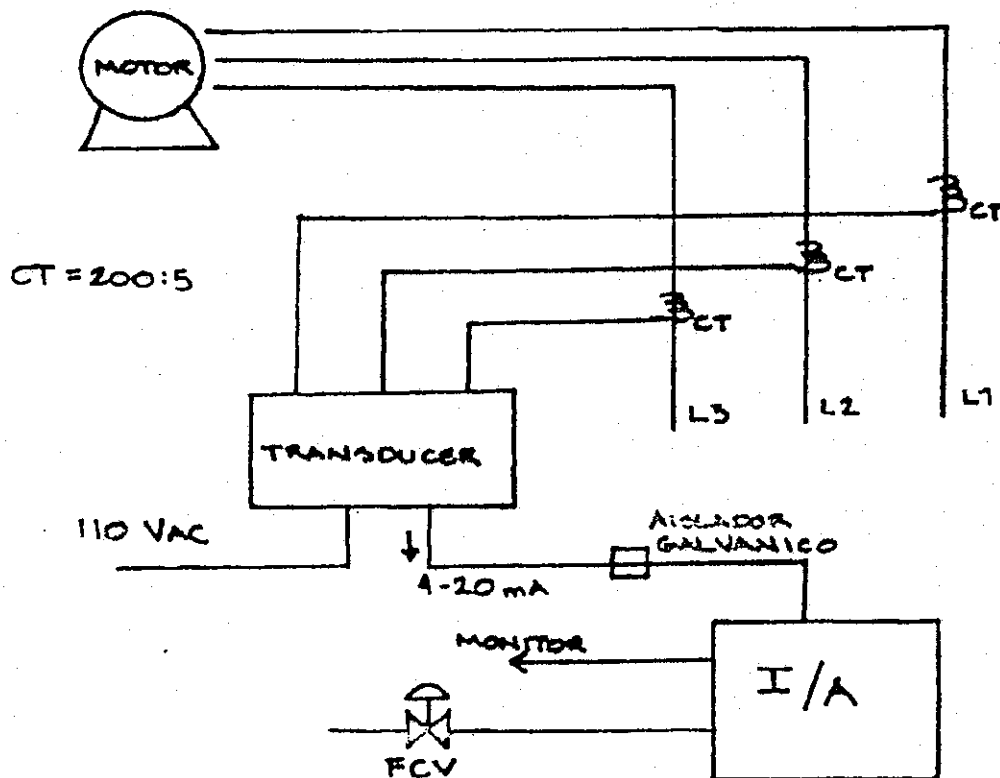 MOTOR
CT
CT = 200:5
CT
CT
L3
L2
L1
TRANSDUCER
110 VAC
AISLADOR
GALVANICO
4-20 mA
MONITOR
I/A
FCV